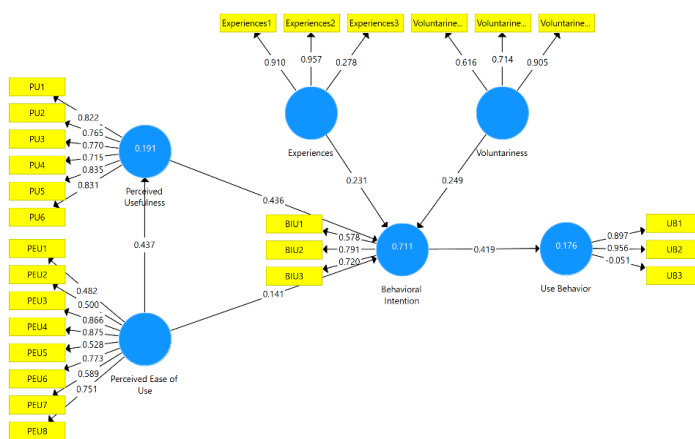 Experiences1 Experiences2 Experiences3 Voluntarine... Voluntarine... Voluntarine...
0.910 0.957 0.278 0.616 0.714 0.905
PU1
PU2
PU3
PU4
PU5
PU6
0.822
0.765
0.770
0.715
0.835
0.831
0.191
Perceived
Usefulness
Experiences
Voluntariness
0.231
0.249
0.436
0.437
0.141
BIU1
BIU2
BIU3
0.578
0.791
0.720
0.711
Behavioral
Intention
0.419
0.176
Use Behavior
0.897
0.956
-0.051
UB1
UB2
UB3
PEU1
PEU2
PEU3
PEU4
PEU5
PEU6
PEU7
PEU8
0.482
0.500
0.866
0.875
0.528
0.773
0.589
0.751
Perceived Ease of
Use